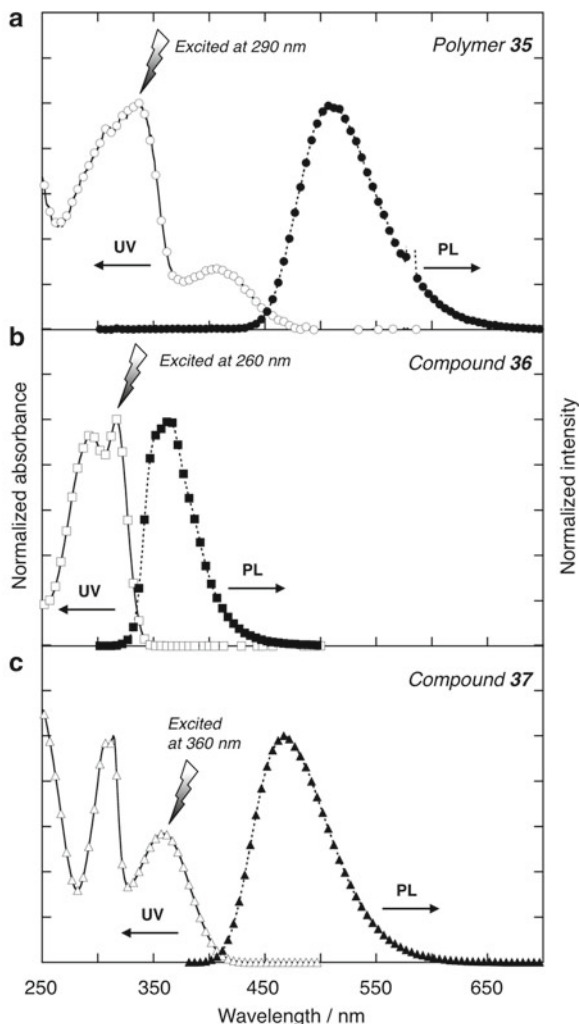 a
Excited at 290 nm
Polymer 35
UV
PL
b
Excited at 260 nm
Compound 36
Normalized absorbance
Normalized intensity
UV
PL
c
Compound 37
Excited
at 360 nm
UV
PL
250 350 450 550 650
Wavelength / nm